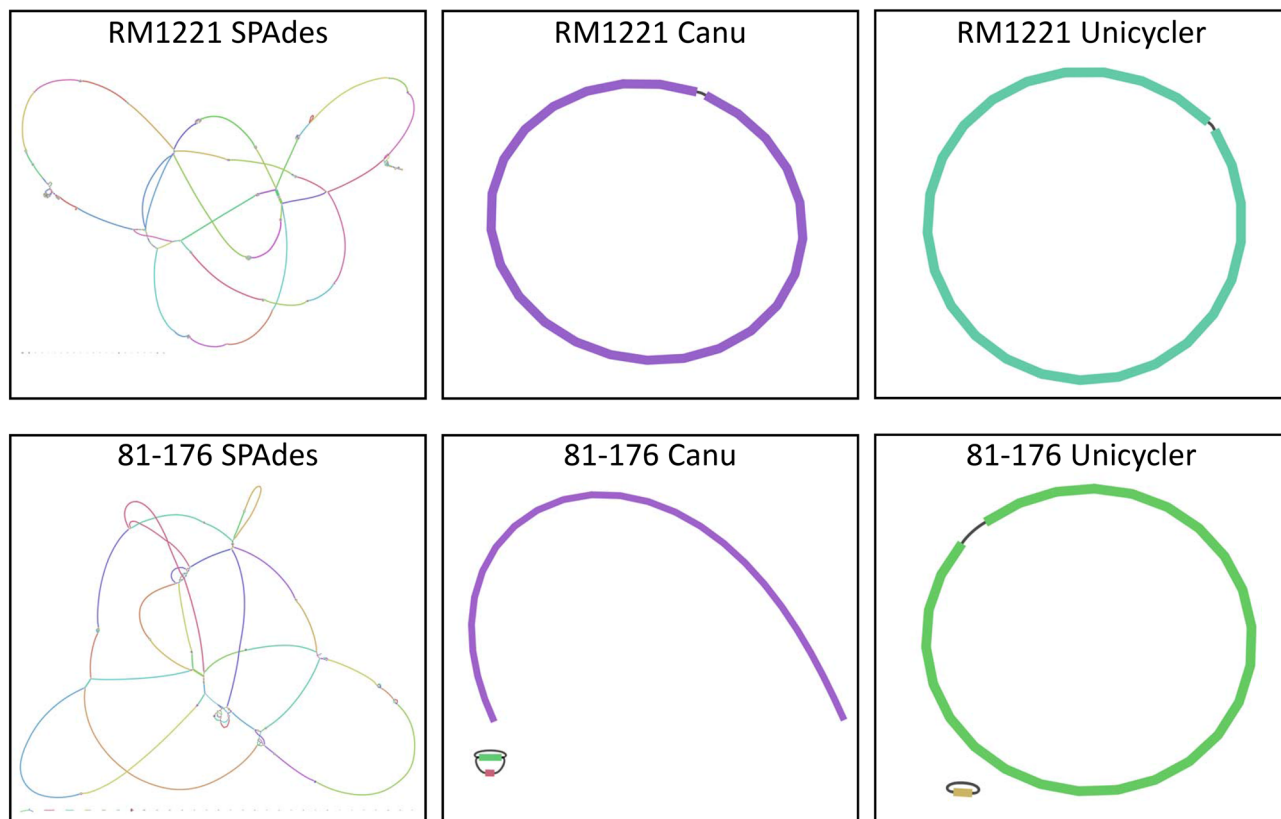 RM1221 SPAdes
RM1221 Canu
RM1221 Unicycler
81-176 SPAdes
81-176 Canu
81-176 Unicycler